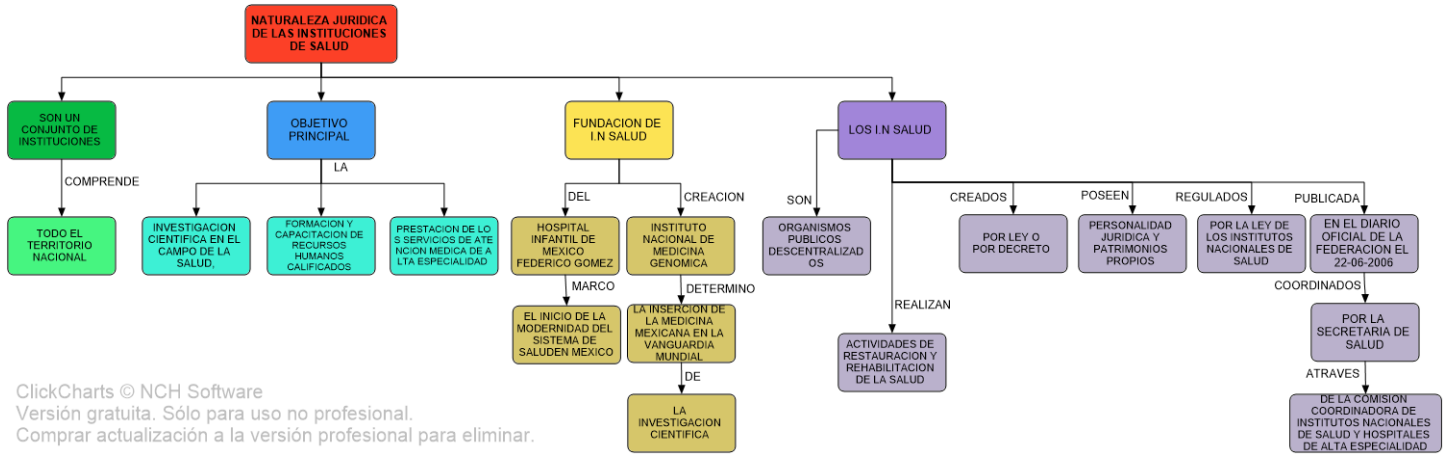 NATURALEZA JURIDICA
DE LAS INSTITUCIONES
DE SALUD
SON UN
CONJUNTO DE
INSTITUCIONES
OBJETIVO
PRINCIPAL
FUNDACION DE
I.N SALUD
LOS I.N SALUD
COMPRENDE
LA
DEL
CREACION
SON
CREADOS
POSEEN
REGULADOS
PUBLICADA
TODO EL
TERRITORIO
NACIONAL
INVESTIGACION
CIENTIFICA EN EL
CAMPO DE LA
SALUD,
FORMACION Y
CAPACITACION DE
RECURSOS
HUMANOS
CALIFICADOS
PRESTACION DE LO
S SERVICIOS DE ATE
NCION MEDICA DE A
LTA ESPECIALIDAD
HOSPITAL
INFANTIL DE
MEXICO
FEDERICO GOMEZ
INSTITUTO
NACIONAL DE
MEDICINA
GENOMICA
ORGANISMOS
PUBLICOS
DESCENTRALIZAD
OS
POR LEY O
POR DECRETO
PERSONALIDAD
JURIDICA Y
PATRIMONIOS
PROPIOS
POR LA LEY DE
LOS INSTITUTOS
NACIONALES DE
SALUD
EN EL DIARIO
OFICIAL DE LA
FEDERACION EL
22-06-2006
MARCO
DETERMINO
REALIZAN
COORDINADOS
EL INICIO DE LA
MODERNIDAD DEL
SISTEMA DE
SALUDEN MEXICO
LA INSERCION DE
LA MEDICINA
MEXICANA EN LA
VANGUARDIA
MUNDIAL
ACTIVIDADES DE
RESTAURACION Y
REHABILITACION
DE LA SALUD
POR LA
SECRETARIA DE
SALUD
DE
ATRAVES
LA
INVESTIGACION
CIENTIFICA
DE LA COMISION
COORDINADORA DE
INSTITUTOS NACIONALES
DE SALUD Y HOSPITALES
DE ALTA ESPECIALIDAD
ClickCharts © NCH Software
Versión gratuita. Sólo para uso no profesional.
Comprar actualización a la versión profesional para eliminar.